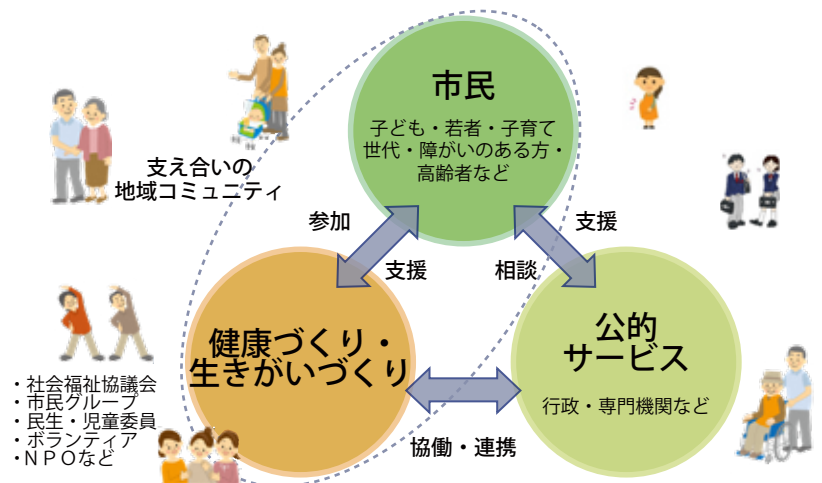 市民
子ども・若者・子育て
世代・障がいのある方・
高齢者など
支え合いの
地域コミュニティ
参加
支援
支援
相談
健康づくり・
生きがいづくり
公的
サービス
行政・専門機関など
・社会福祉協議会
・市民グループ
・民生・児童委員
・ボランティア
・ＮＰＯなど
協働・連携